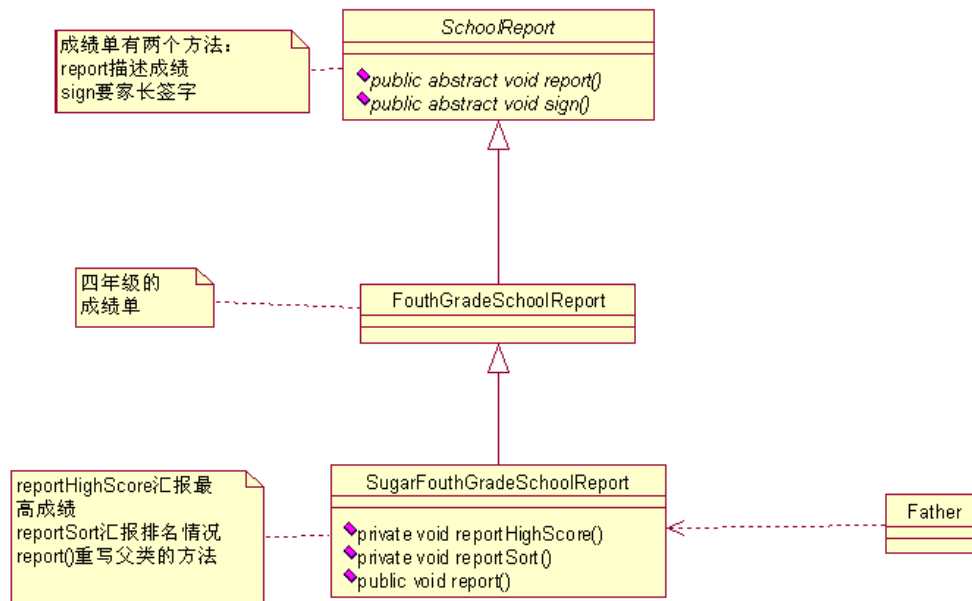 成绩单有两个方法：
report描述成绩
sign要家长签字
SchoolReport
public abstract void report()
public abstract void sign()
四年级的
成绩单
FouthGradeSchoolReport
reportHighScore汇报最
高成绩
reportSort汇报排名情况
report()重写父类的方法
SugarFouthGradeSchoolReport
private void reportHighScore()
private void reportSort()
public void report()
Father